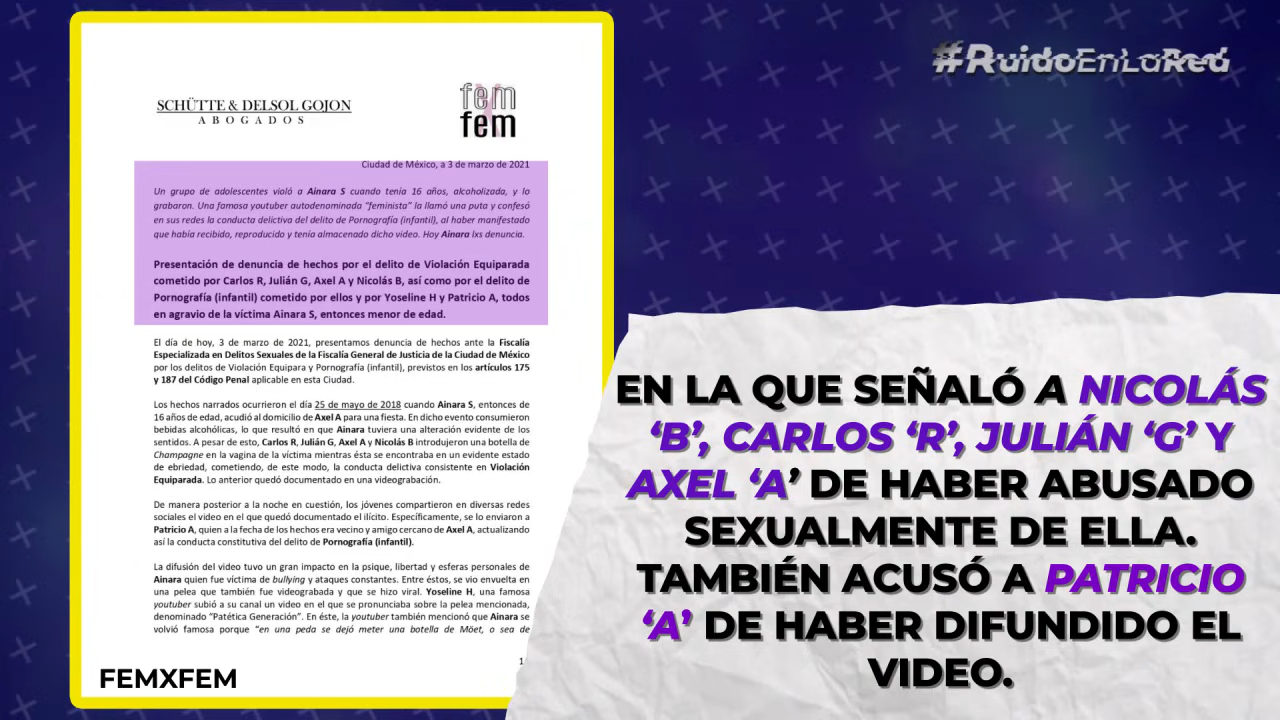 #RuidoEnLaRed
SCHÜTTE & DELSOL GOJON
ABOGADOS
fem
fem
Ciudad de México, a 3 de marzo de 2021
Un grupo de adolescentes violó a Ainara S cuando tenía 16 años, alcoholizada, y lo
grabaron. Una famosa youtuber autodenominada "feminista" la llamó una puta y confesó
en sus redes la conducta delictiva del delito de Pornografía (infantil), al haber manifestado
que había recibido, reproducido y tenía almacenado dicho video. Hoy Ainara lxs denuncia.
Presentación de denuncia de hechos por el delito de Violación Equiparada
cometido por Carlos R, Julián G, Axel A y Nicolás B, así como por el delito de
Pornografía (infantil) cometido por ellos y por Yoseline H y Patricio A, todos
en agravio de la víctima Ainara S, entonces menor de edad.
El día de hoy, 3 de marzo de 2021, presentamos denuncia de hechos ante la Fiscalía
Especializada en Delitos Sexuales de la Fiscalía General de Justicia de la Ciudad de México
por los delitos de Violación Equipara y Pornografía (infantil), previstos en los artículos 175
y 187 del Código Penal aplicable en esta Ciudad.
Los hechos narrados ocurrieron el día 25 de mayo de 2018 cuando Ainara S, entonces de
16 años de edad, acudió al domicilio de Axel A para una fiesta. En dicho evento consumieron
bebidas alcohólicas, lo que resultó en que Ainara tuviera una alteración evidente de los
sentidos. A pesar de esto, Carlos R, Julián G, Axel A y Nicolás B introdujeron una botella de
Champagne en la vagina de la víctima mientras ésta se encontraba en un evidente estado
de ebriedad, cometiendo, de este modo, la conducta delictiva consistente en Violación
Equiparada. Lo anterior quedó documentado en una videograbación.
De manera posterior a la noche en cuestión, los jóvenes compartieron en diversas redes
sociales el video en el que quedó documentado el ilícito. Específicamente, se lo enviaron a
Patricio A, quien a la fecha de los hechos era vecino y amigo cercano de Axel A, actualizando
así la conducta constitutiva del delito de Pornografía (infantil).
La difusión del video tuvo un gran impacto en la psique, libertad y esferas personales de
Ainara quien fue víctima de bullying y ataques constantes. Entre éstos, se vio envuelta en
una pelea que también fue videograbada y que se hizo viral. Yoseline H, una famosa
youtuber subió a su canal un video en el que se pronunciaba sobre la pelea mencionada,
denominado "Patética Generación". En éste, la youtuber también mencionó que Ainara se
volvió famosa porque "en una peda se dejó meter una botella de Möet, o sea de
1
FEMXFEM
EN LA QUE SEÑALÓ A NICOLÁS
'B', CARLOS 'R', JULIÁN 'G' Y
AXEL 'A' DE HABER ABUSADO
SEXUALMENTE DE ELLA.
TAMBIÉN ACUSÓ A PATRICIO
'A' DE HABER DIFUNDIDO EL
VIDEO.